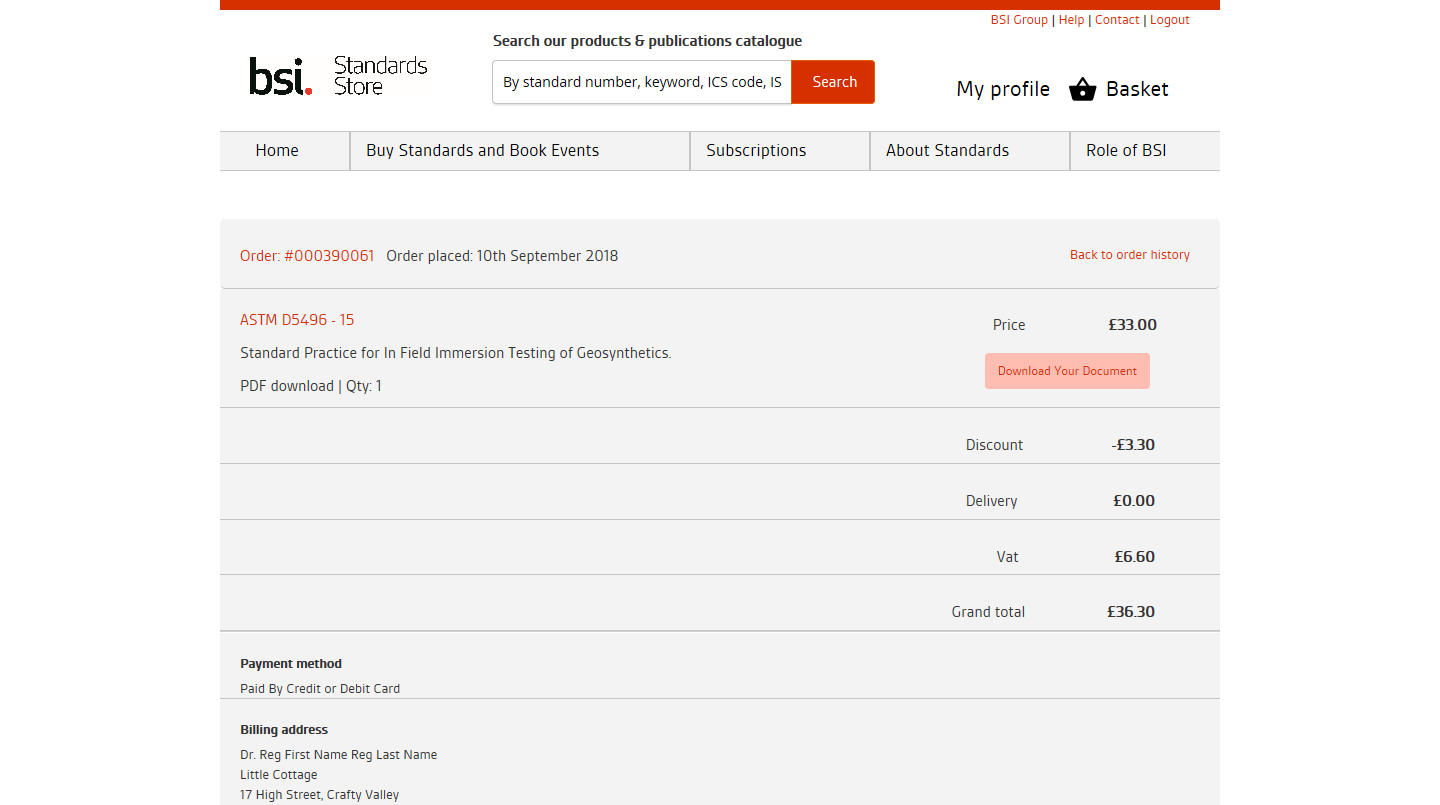 BSI Group | Help | Contact | Logout
Search our products & publications catalogue
bsi. Standards Store
By standard number, keyword, ICS code, IS
Search
My profile
Basket
Home
Buy Standards and Book Events
Subscriptions
About Standards
Role of BSI
Order: #000390061 Order placed: 10th September 2018
Back to order history
ASTM D5496 - 15
Price £33.00
Standard Practice for In Field Immersion Testing of Geosynthetics.
Download Your Document
PDF download | Qty: 1
Discount -£3.30
Delivery £0.00
Vat £6.60
Grand total £36.30
Payment method
Paid By Credit or Debit Card
Billing address
Dr. Reg First Name Reg Last Name
Little Cottage
17 High Street, Crafty Valley